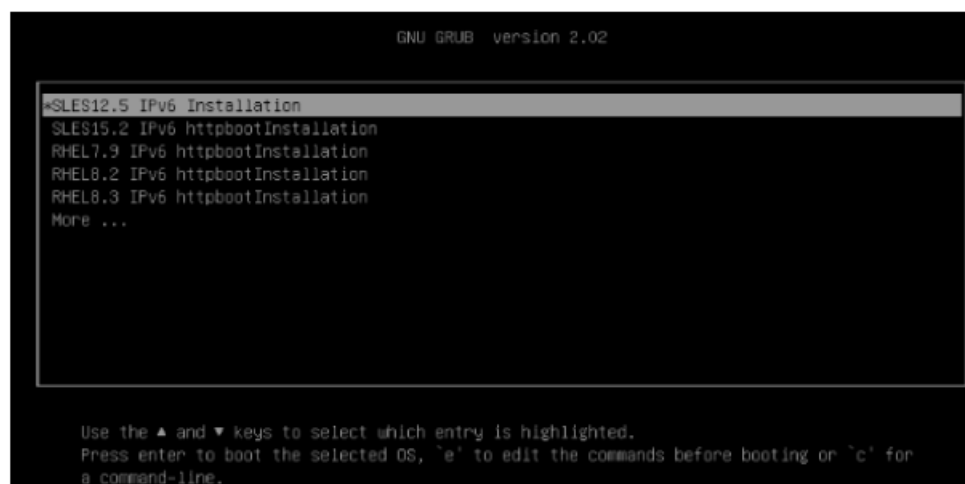 GNU GRUB version 2.02
*SLES12.5 IPv6 Installation
SLES15.2 IPv6 httpbootInstallation
RHEL7.9 IPv6 httpbootInstallation
RHEL8.2 IPv6 httpbootInstallation
RHEL8.3 IPv6 httpbootInstallation
More ...
Use the ▲ and ▼ keys to select which entry is highlighted.
Press enter to boot the selected OS, `e' to edit the commands before booting or `c' for
a command-line.